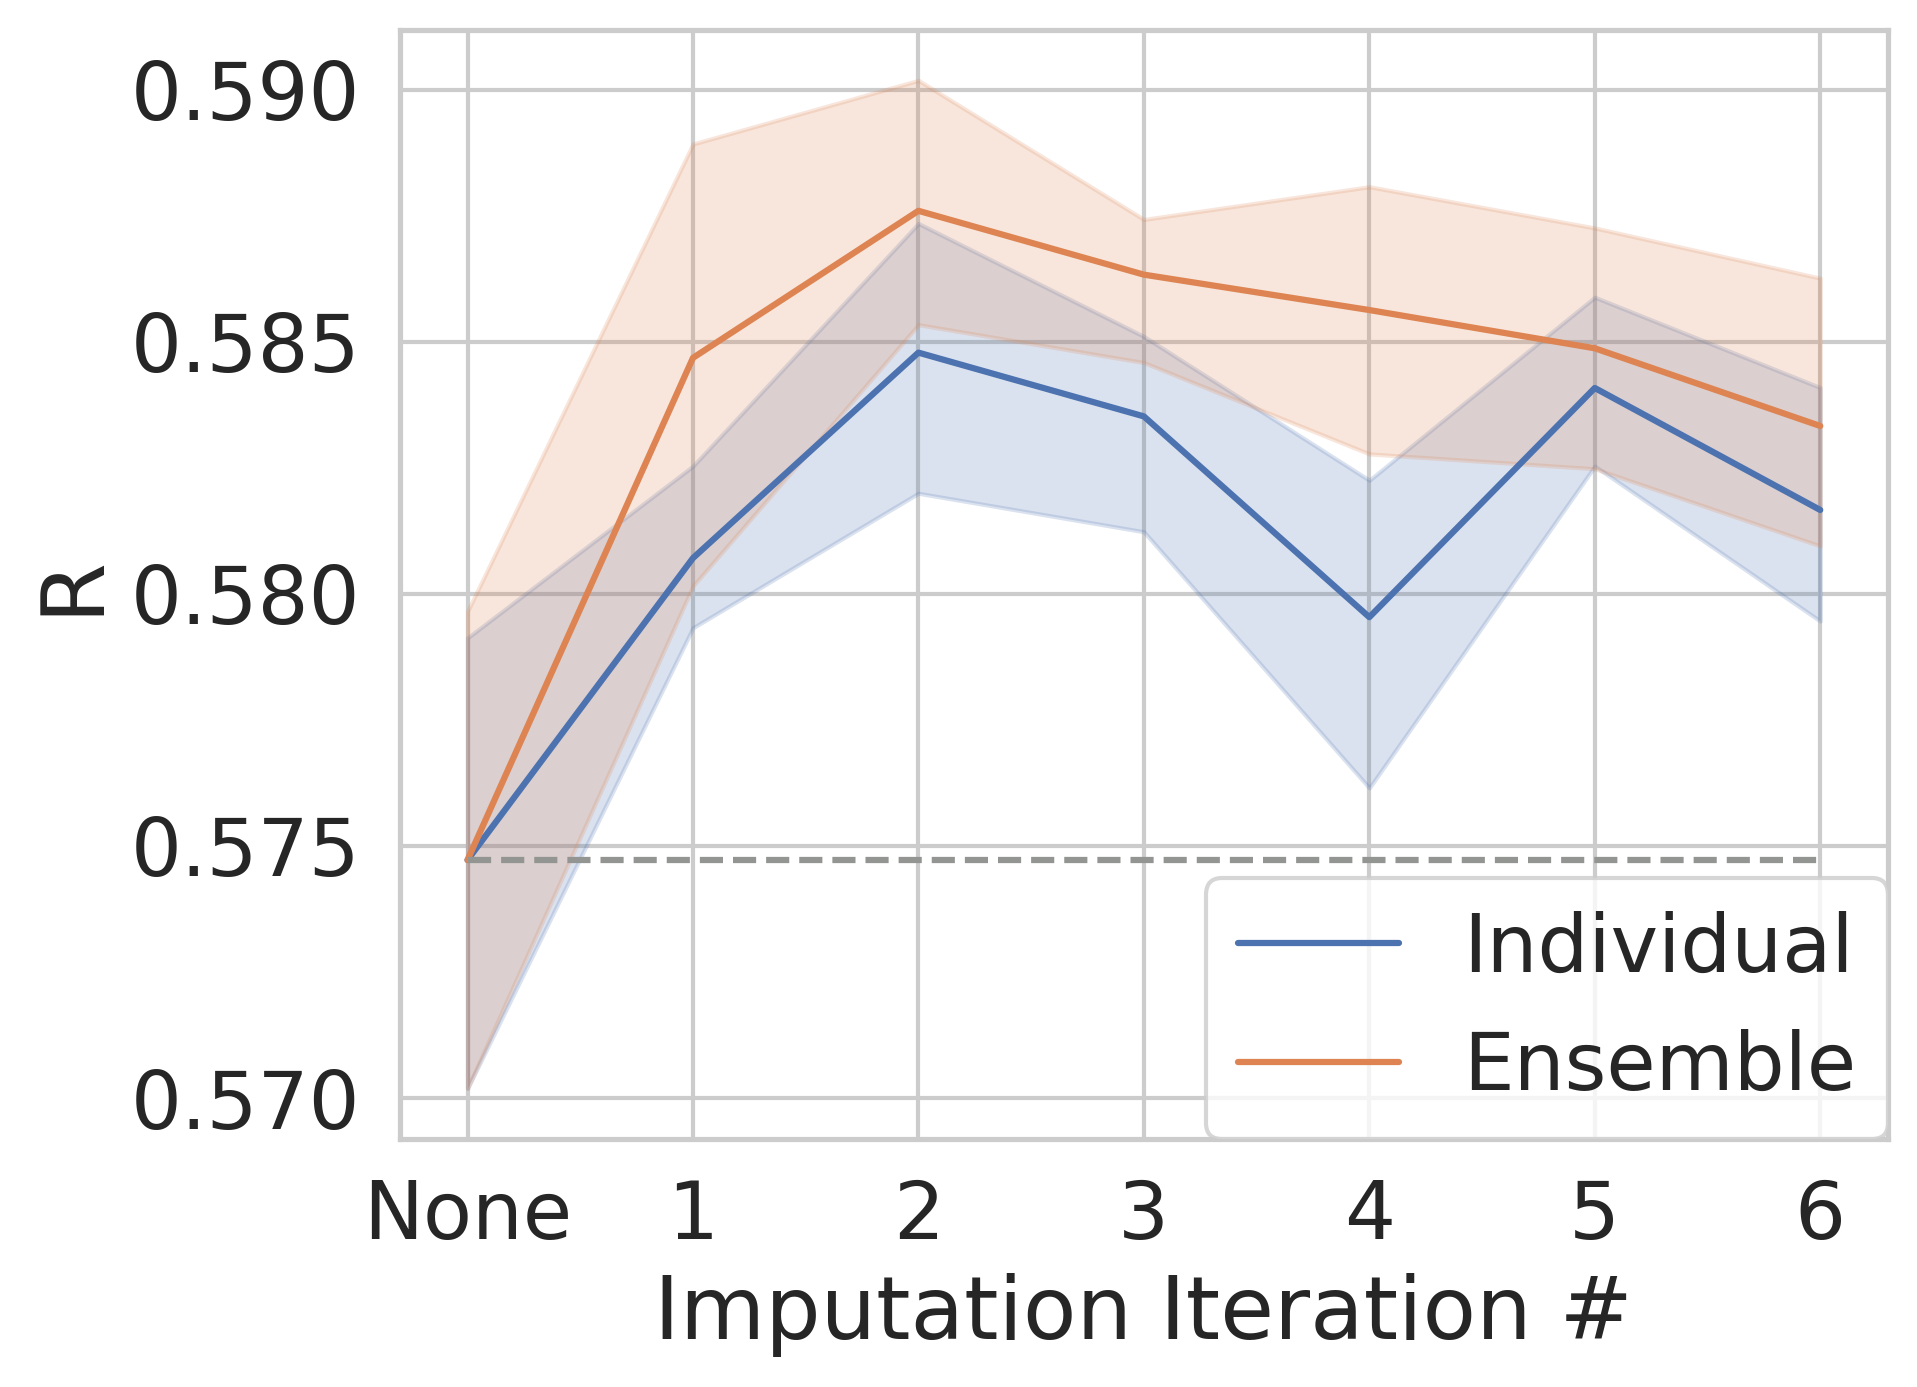 0.590
0.585
0.580
0.575
0.570
R
None 1 2 3 4 5 6
Imputation Iteration #
Individual
Ensemble